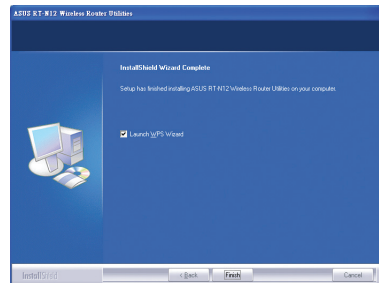 ASUS RT-N12 Wireless Router Utilities
InstallShield Wizard Complete
Setup has finished installing ASUS RT-N12 Wireless Router Utilities on your computer.
Launch WPS Wizard
InstallShield
< Back
Finish
Cancel